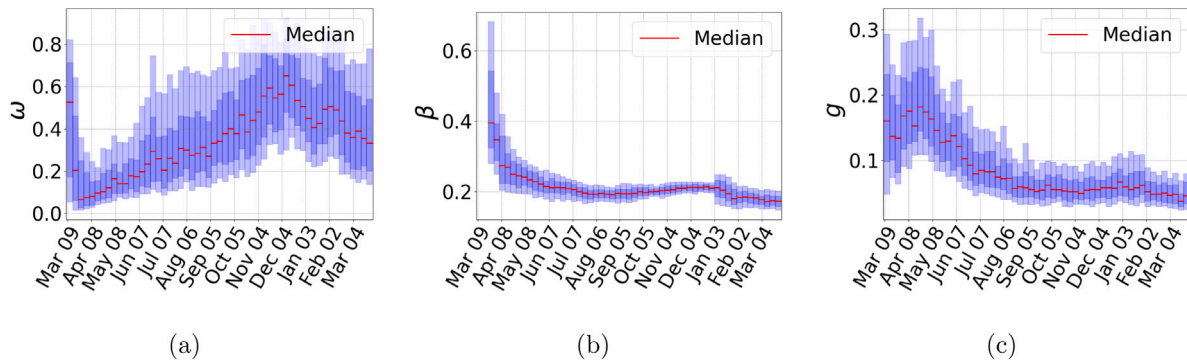 Median
0.8
0.6
0.4
0.2
0.0
ω
Mar 09
Apr 08
May 08
Jun 07
Jul 07
Aug 06
Sep 05
Oct 05
Nov 04
Dec 04
Jan 03
Feb 02
Mar 04
(a)
Median
0.6
0.4
0.2
β
Mar 09
Apr 08
May 08
Jun 07
Jul 07
Aug 06
Sep 05
Oct 05
Nov 04
Dec 04
Jan 03
Feb 02
Mar 04
(b)
Median
0.3
0.2
0.1
g
Mar 09
Apr 08
May 08
Jun 07
Jul 07
Aug 06
Sep 05
Oct 05
Nov 04
Dec 04
Jan 03
Feb 02
Mar 04
(c)